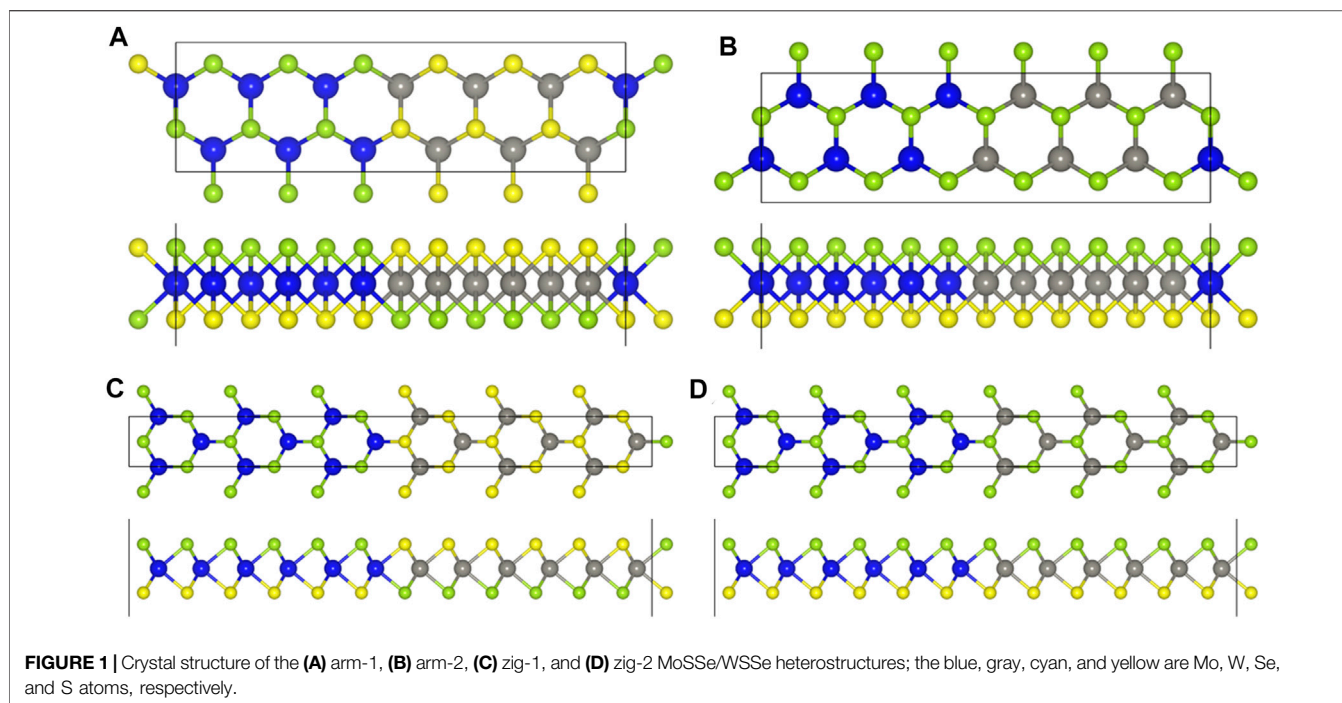 A
B
C
D
FIGURE 1 | Crystal structure of the (A) arm-1, (B) arm-2, (C) zig-1, and (D) zig-2 MoSSe/WSSe heterostructures; the blue, gray, cyan, and yellow are Mo, W, Se,
and S atoms, respectively.